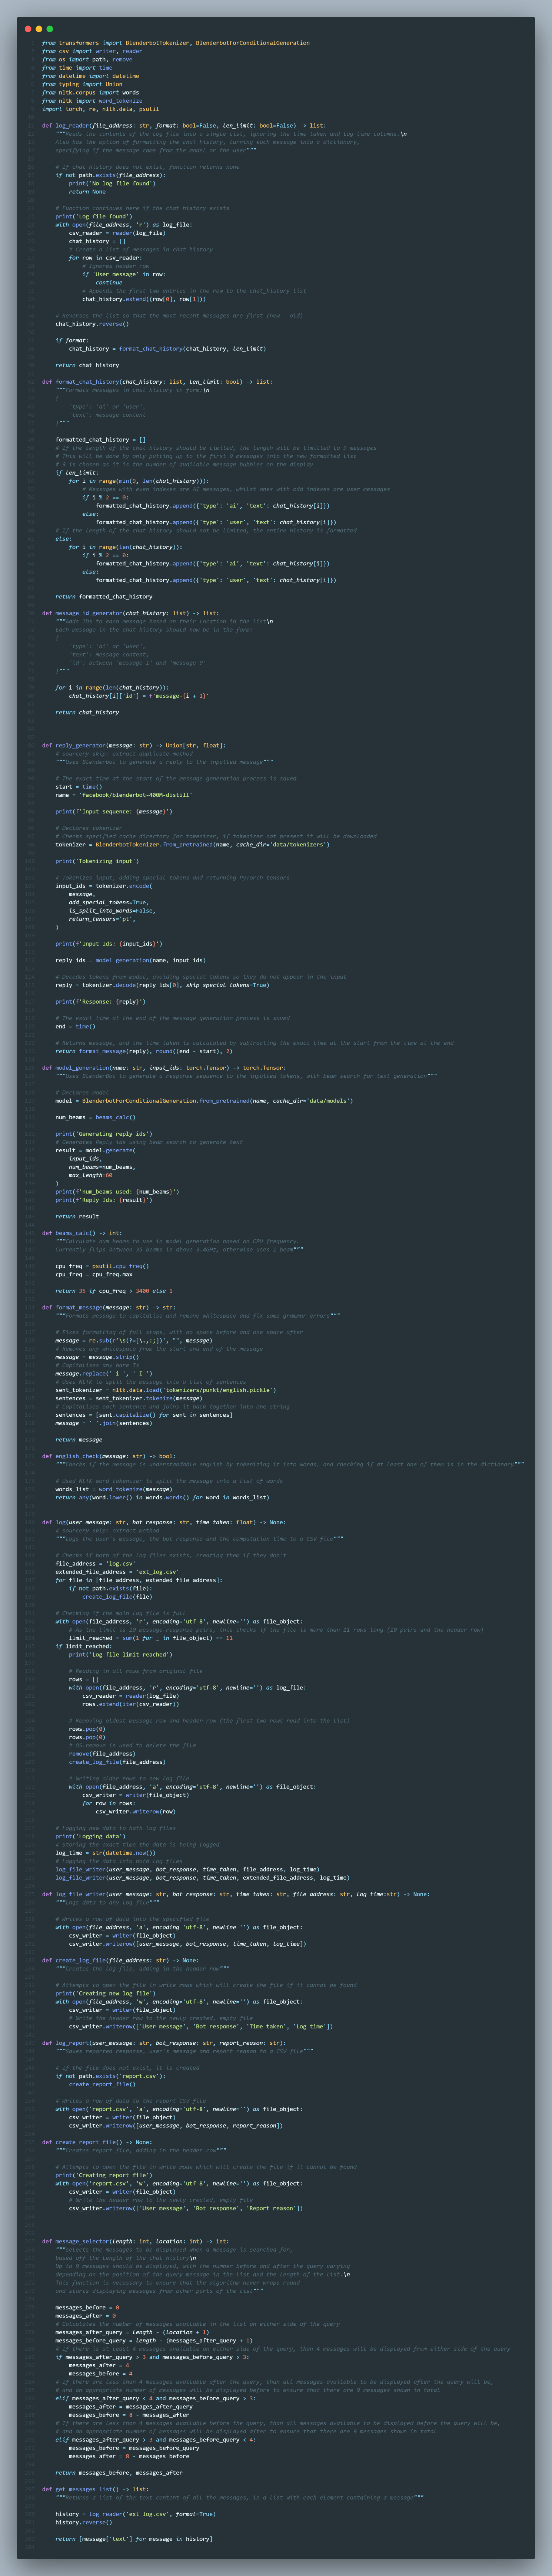 from transformers import BlenderbotTokenizer, BlenderbotForConditionalGeneration
from csv import writer, reader
from os import path, remove
from time import time
from datetime import datetime
from typing import Union
from nltk.corpus import words
from nltk import word_tokenize
import torch, re, nltk.data, psutil

def log_reader(file_address: str, format: bool=False, len_limit: bool=False) -> list:
    """Reads the contents of the log file into a single list, ignoring the time taken and log time columns.\n
    Also has the option of formatting the chat history, turning each message into a dictionary,
    specifying if the message came from the model or the user"""

    # If chat history does not exist, function returns none
    if not path.exists(file_address):
        print('No log file found')
        return None

    # Function continues here if the chat history exists
    print('Log file found')
    with open(file_address, 'r') as log_file:
        csv_reader = reader(log_file)
        chat_history = []
        # Create a list of messages in chat history
        for row in csv_reader:
            # Ignores header row
            if 'User message' in row:
                continue
            # Appends the first two entries in the row to the chat_history list
            chat_history.extend((row[0], row[1]))

    # Reverses the list so that the most recent messages are first (new - old)
    chat_history.reverse()

    if format:
        chat_history = format_chat_history(chat_history, len_limit)

    return chat_history

def format_chat_history(chat_history: list, len_limit: bool) -> list:
    """Formats messages in chat history in form:\n
    {
        'type': 'ai' or 'user',
        'text': message content
    }"""

    formatted_chat_history = []
    # If the length of the chat history should be limited, the length will be limitted to 9 messages
    # This will be done by only putting up to the first 9 messages into the new formatted list
    # 9 is chosen as it is the number of available message bubbles on the display
    if len_limit:
        for i in range(min(9, len(chat_history))):
            # Messages with even indexes are AI messages, whilst ones with odd indexes are user messages
            if i % 2 == 0:
                formatted_chat_history.append({'type': 'ai', 'text': chat_history[i]})
            else:
                formatted_chat_history.append({'type': 'user', 'text': chat_history[i]})
    # If the length of the chat history should not be limited, the entire history is formatted
    else:
        for i in range(len(chat_history)):
            if i % 2 == 0:
                formatted_chat_history.append({'type': 'ai', 'text': chat_history[i]})
            else:
                formatted_chat_history.append({'type': 'user', 'text': chat_history[i]})

    return formatted_chat_history

def message_id_generator(chat_history: list) -> list:
    """Adds IDs to each message based on their location in the list\n
    Each message in the chat history should now be in the form:
    {
        'type': 'ai' or 'user',
        'text': message content,
        'id': between 'message-1' and 'message-9'
    }"""

    for i in range(len(chat_history)):
        chat_history[i]['id'] = f'message-{i + 1}'

    return chat_history

def reply_generator(message: str) -> Union[str, float]:
    # sourcery skip: extract-duplicate-method
    """Uses Blenderbot to generate a reply to the inputted message"""

    # The exact time at the start of the message generation process is saved
    start = time()
    name = 'facebook/blenderbot-400M-distill'

    print(f'Input sequence: {message}')

    # Declares tokenizer
    # Checks specified cache directory for tokenizer, if tokenizer not present it will be downloaded
    tokenizer = BlenderbotTokenizer.from_pretrained(name, cache_dir='data/tokenizers')

    print('Tokenizing input')

    # Tokenizes input, adding special tokens and returning PyTorch tensors
    input_ids = tokenizer.encode(
        message,
        add_special_tokens=True,
        is_split_into_words=False,
        return_tensors='pt',
    )

    print(f'Input Ids: {input_ids}')

    reply_ids = model_generation(name, input_ids)

    # Decodes tokens from model, avoiding special tokens so they do not appear in the input
    reply = tokenizer.decode(reply_ids[0], skip_special_tokens=True)

    print(f'Response: {reply}')

    # The exact time at the end of the message generation process is saved
    end = time()

    # Returns message, and the time taken is calculated by subtracting the exact time at the start from the time at the end
    return format_message(reply), round((end - start), 2)

def model_generation(name: str, input_ids: torch.Tensor) -> torch.Tensor:
    """Uses BlenderBot to generate a response sequence to the inputted tokens, with beam search for text generation"""

    # Declares model
    model = BlenderbotForConditionalGeneration.from_pretrained(name, cache_dir='data/models')

    num_beams = beams_calc()

    print('Generating reply ids')
    # Generates Reply ids using beam search to generate text
    result = model.generate(
        input_ids,
        num_beams=num_beams,
        max_length=60
    )
    print(f'num_beams used: {num_beams}')
    print(f'Reply Ids: {result}')

    return result

def beams_calc() -> int:
    """Calculate num_beams to use in model generation based on CPU frequency.
    Currently flips between 35 beams in above 3.4GHz, otherwise uses 1 beam"""

    cpu_freq = psutil.cpu_freq()
    cpu_freq = cpu_freq.max

    return 35 if cpu_freq > 3400 else 1

def format_message(message: str) -> str:
    """Formats message to capitalise and remove whitespace and fix some grammar errors"""

    # Fixes formatting of full stops, with no space before and one space after
    message = re.sub(r'\s(?=[\.,:;])', "", message)
    # Removes any whitespace from the start and end of the message
    message = message.strip()
    # Capitalises any bare Is
    message.replace(' i ', ' I ')
    # Uses NLTK to split the message into a list of sentences
    sent_tokenizer = nltk.data.load('tokenizers/punkt/english.pickle')
    sentences = sent_tokenizer.tokenize(message)
    # Capitalises each sentence and joins it back together into one string
    sentences = [sent.capitalize() for sent in sentences]
    message = ' '.join(sentences)

    return message

def english_check(message: str) -> bool:
    """Checks if the message is understandable english by tokenizing it into words, and checking if at least one of them is in the dictionary"""

    # Used NLTK word tokenizer to split the message into a list of words
    words_list = word_tokenize(message)
    return any(word.lower() in words.words() for word in words_list)

def log(user_message: str, bot_response: str, time_taken: float) -> None:
    # sourcery skip: extract-method
    """Logs the user's message, the bot response and the computation time to a CSV file"""

    # Checks if both of the log files exists, creating them if they don't
    file_address = 'log.csv'
    extended_file_address = 'ext_log.csv'
    for file in [file_address, extended_file_address]:
        if not path.exists(file):
            create_log_file(file)

    # Checking if the main log file is full
    with open(file_address, 'r', encoding='utf-8', newline='') as file_object:
        # As the limit is 10 message-response pairs, this checks if the file is more than 11 rows long (10 pairs and the header row)
        limit_reached = sum(1 for _ in file_object) == 11
    if limit_reached:
        print('Log file limit reached')

        # Reading in all rows from original file
        rows = []
        with open(file_address, 'r', encoding='utf-8', newline='') as log_file:
            csv_reader = reader(log_file)
            rows.extend(iter(csv_reader))

        # Removing oldest message row and header row (the first two rows read into the list)
        rows.pop(0)
        rows.pop(0)
        # OS.remove is used to delete the file
        remove(file_address)
        create_log_file(file_address)

        # Writing older rows to new log file
        with open(file_address, 'a', encoding='utf-8', newline='') as file_object:
            csv_writer = writer(file_object)
            for row in rows:
                csv_writer.writerow(row)

    # Logging new data to both log files
    print('Logging data')
    # Storing the exact time the data is being logged
    log_time = str(datetime.now())
    # Logging the data into both log files
    log_file_writer(user_message, bot_response, time_taken, file_address, log_time)
    log_file_writer(user_message, bot_response, time_taken, extended_file_address, log_time)

def log_file_writer(user_message: str, bot_response: str, time_taken: str, file_address: str, log_time:str) -> None:
    """Logs data to any log file"""

    # Writes a row of data into the specified file
    with open(file_address, 'a', encoding='utf-8', newline='') as file_object:
        csv_writer = writer(file_object)
        csv_writer.writerow([user_message, bot_response, time_taken, log_time])

def create_log_file(file_address: str) -> None:
    """Creates the log file, adding in the header row"""

    # Attempts to open the file in write mode which will create the file if it cannot be found
    print('Creating new log file')
    with open(file_address, 'w', encoding='utf-8', newline='') as file_object:
        csv_writer = writer(file_object)
        # Write the header to the newly created, empty file
        csv_writer.writerow(['User message', 'Bot response', 'Time taken', 'Log time'])

def log_report(user_message: str, bot_response: str, report_reason: str):
    """Saves reported response, user's message and report reason to a CSV file"""

    # If the file does not exist, it is created
    if not path.exists('report.csv'):
        create_report_file()

    # Writes a row of data to the report CSV file
    with open('report.csv', 'a', encoding='utf-8', newline='') as file_object:
        csv_writer = writer(file_object)
        csv_writer.writerow([user_message, bot_response, report_reason])

def create_report_file() -> None:
    """Creates report file, adding in the header row"""

    # Attempts to open the file in write mode which will create the file if it cannot be found
    print('Creating report file')
    with open('report.csv', 'w', encoding='utf-8', newline='') as file_object:
        csv_writer = writer(file_object)
        # Write the header to the newly created, empty file
        csv_writer.writerow(['User message', 'Bot response', 'Report reason'])

def message_selector(length: int, location: int) -> int:
    """Selects the messages to be displayed when a message is searched for,
    based off the length of the chat history\n
    Up to 9 messages should be displayed, with the number before and after the query varying
    depending on the position of the query message in the list and the length of the list.\n
    This function is necessary to ensure that the algorithm never wraps round
    and starts displaying messages from other parts of the list"""

    messages_before = 0
    messages_after = 0
    # Calculates the number of messages available in the list on either side of the query
    messages_after_query = length - (location + 1)
    messages_before_query = length - (messages_after_query + 1)
    # If there is at least 4 messages available on either side of the query, than 4 messages will be displayed from either side of the query
    if messages_after_query > 3 and messages_before_query > 3:
        messages_after = 4
        messages_before = 4
    # If there are less than 4 messages available after the query, than all messages available to be displayed after the query will be,
    # and an appropriate number of messages will be displayed before to ensure that there are 9 messages shown in total
    elif messages_after_query < 4 and messages_before_query > 3:
        messages_after = messages_after_query
        messages_before = 8 - messages_after
    # If there are less than 4 messages available before the query, than all messages available to be displayed before the query will be,
    # and an appropriate number of messages will be displayed after to ensure that there are 9 messages shown in total
    elif messages_after_query > 3 and messages_before_query < 4:
        messages_before = messages_before_query
        messages_after = 8 - messages_before

    return messages_before, messages_after

def get_messages_list() -> list:
    """Returns a list of the text content of all the messages, in a list with each element containing a message"""

    history = log_reader('ext_log.csv', format=True)
    history.reverse()

    return [message['text'] for message in history]